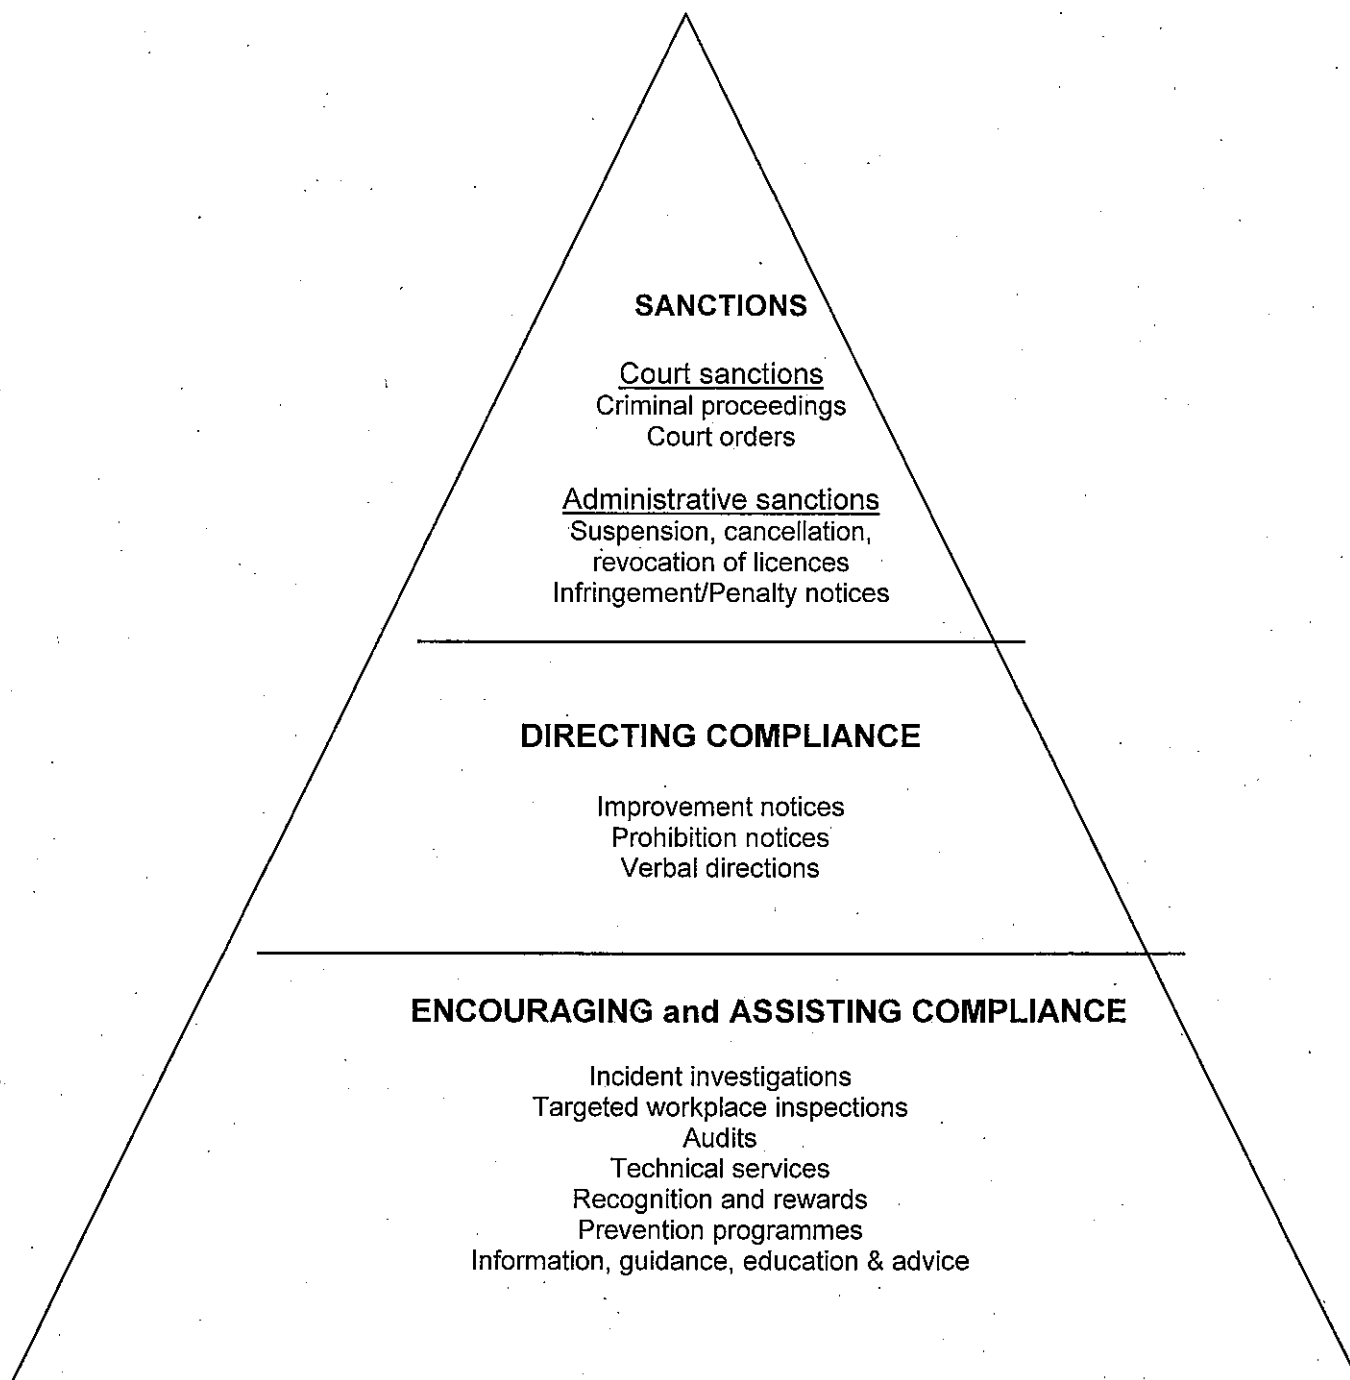 SANCTIONS
Court sanctions
Criminal proceedings
Court orders
Administrative sanctions
Suspension, cancellation,
revocation of licences
Infringement/Penalty notices
DIRECTING COMPLIANCE
Improvement notices
Prohibition notices
Verbal directions
ENCOURAGING and ASSISTING COMPLIANCE
Incident investigations
Targeted workplace inspections
Audits
Technical services
Recognition and rewards
Prevention programmes
Information, guidance, education & advice